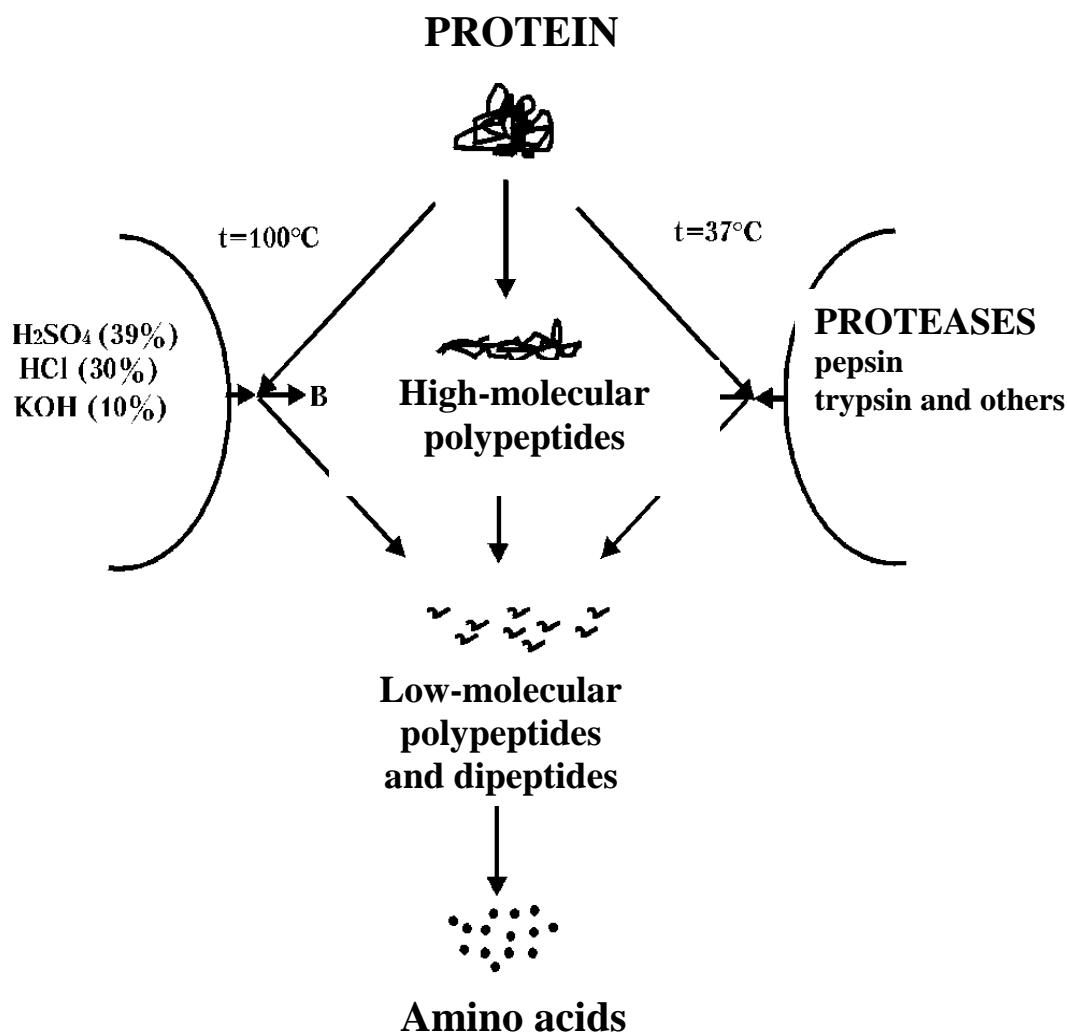 PROTEIN
t=100°C
t=37°C
H₂SO₄ (39%)
HCl (30%)
KOH (10%)
B
High-molecular
polypeptides
PROTEASES
pepsin
trypsin and others
Low-molecular
polypeptides
and dipeptides
Amino acids